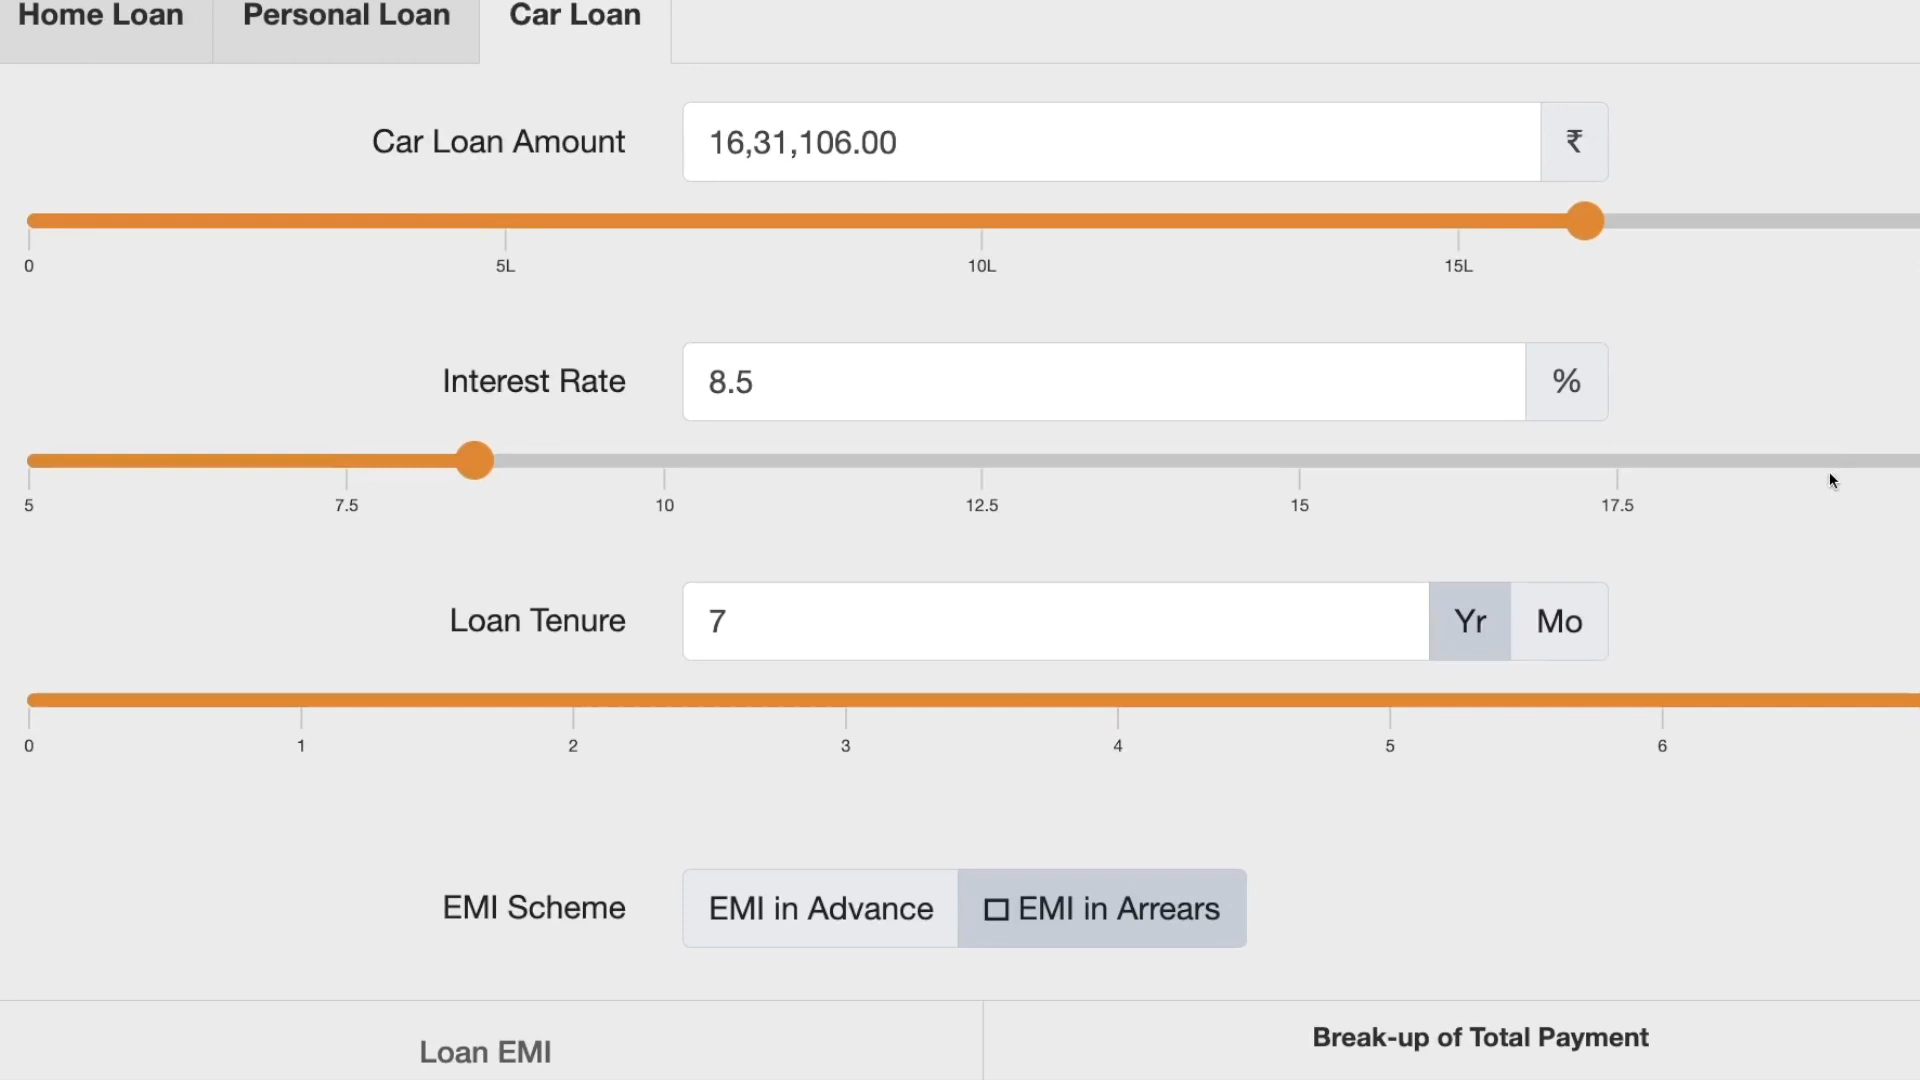 Home Loan Personal Loan Car Loan
Car Loan Amount 16,31,106.00 ₹
0 5L 10L 15L
Interest Rate 8.5 %
5 7.5 10 12.5 15 17.5
Loan Tenure 7 Yr Mo
0 1 2 3 4 5 6
EMI Scheme EMI in Advance EMI in Arrears
Loan EMI Break-up of Total Payment